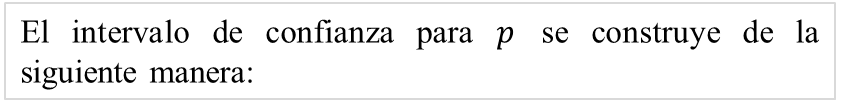 El intervalo de confianza para p se construye de la
siguiente manera: